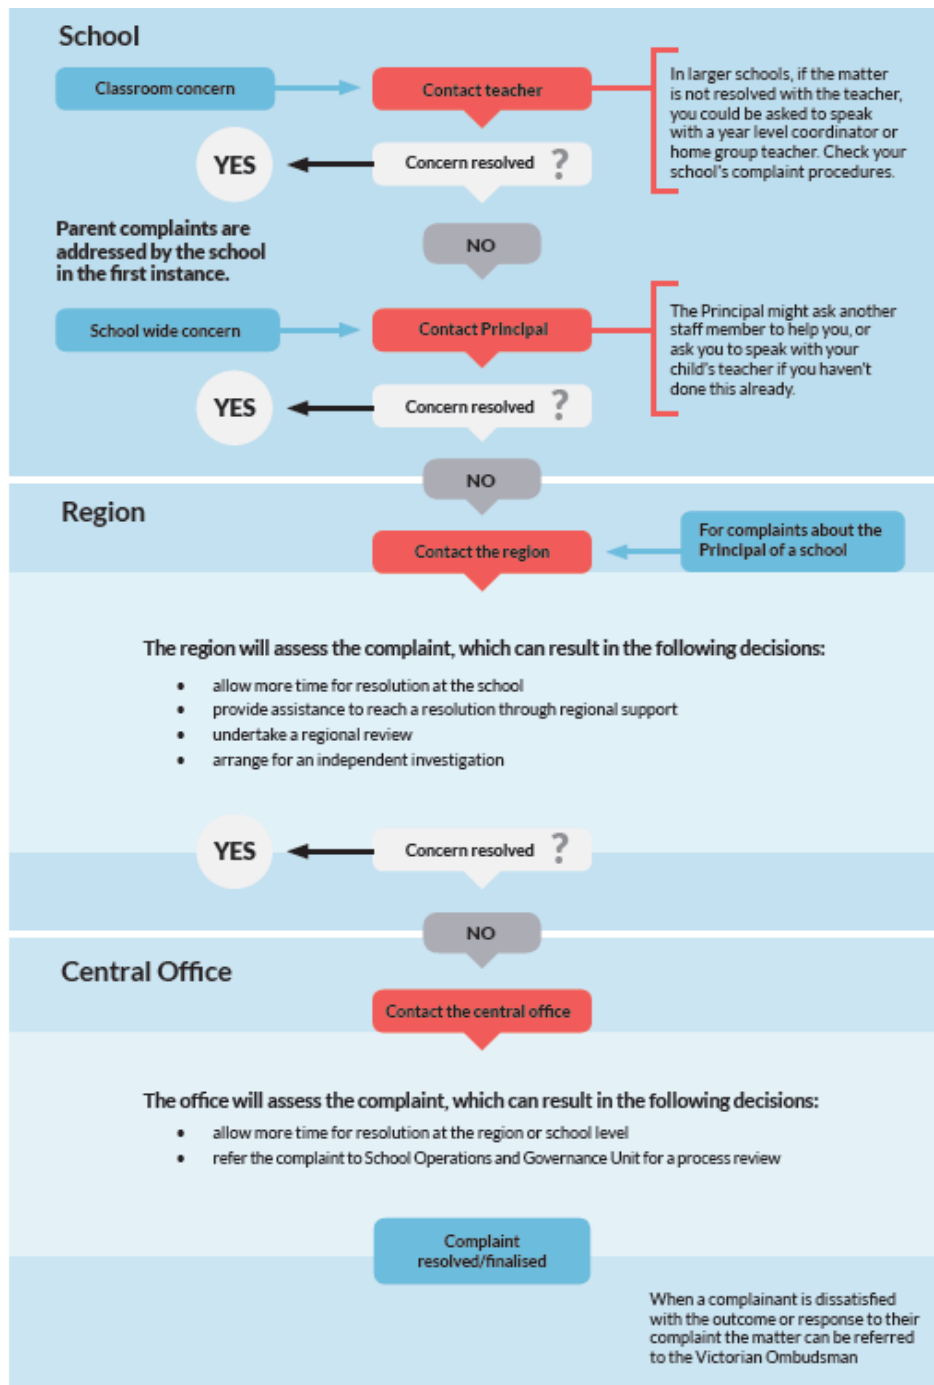 School
Classroom concern
Contact teacher
In larger schools, if the matter
is not resolved with the teacher,
you could be asked to speak
with a year level coordinator or
home group teacher. Check your
school's complaint procedures.
YES
Concern resolved ?
NO
Parent complaints are
addressed by the school
in the first instance.
School wide concern
Contact Principal
The Principal might ask another
staff member to help you, or
ask you to speak with your
child's teacher if you haven't
done this already.
YES
Concern resolved ?
NO
Region
Contact the region
For complaints about the
Principal of a school
The region will assess the complaint, which can result in the following decisions:
• allow more time for resolution at the school
• provide assistance to reach a resolution through regional support
• undertake a regional review
• arrange for an independent investigation
YES
Concern resolved ?
NO
Central Office
Contact the central office
The office will assess the complaint, which can result in the following decisions:
• allow more time for resolution at the region or school level
• refer the complaint to School Operations and Governance Unit for a process review
Complaint
resolved/finalised
When a complainant is dissatisfied
with the outcome or response to their
complaint the matter can be referred
to the Victorian Ombudsman